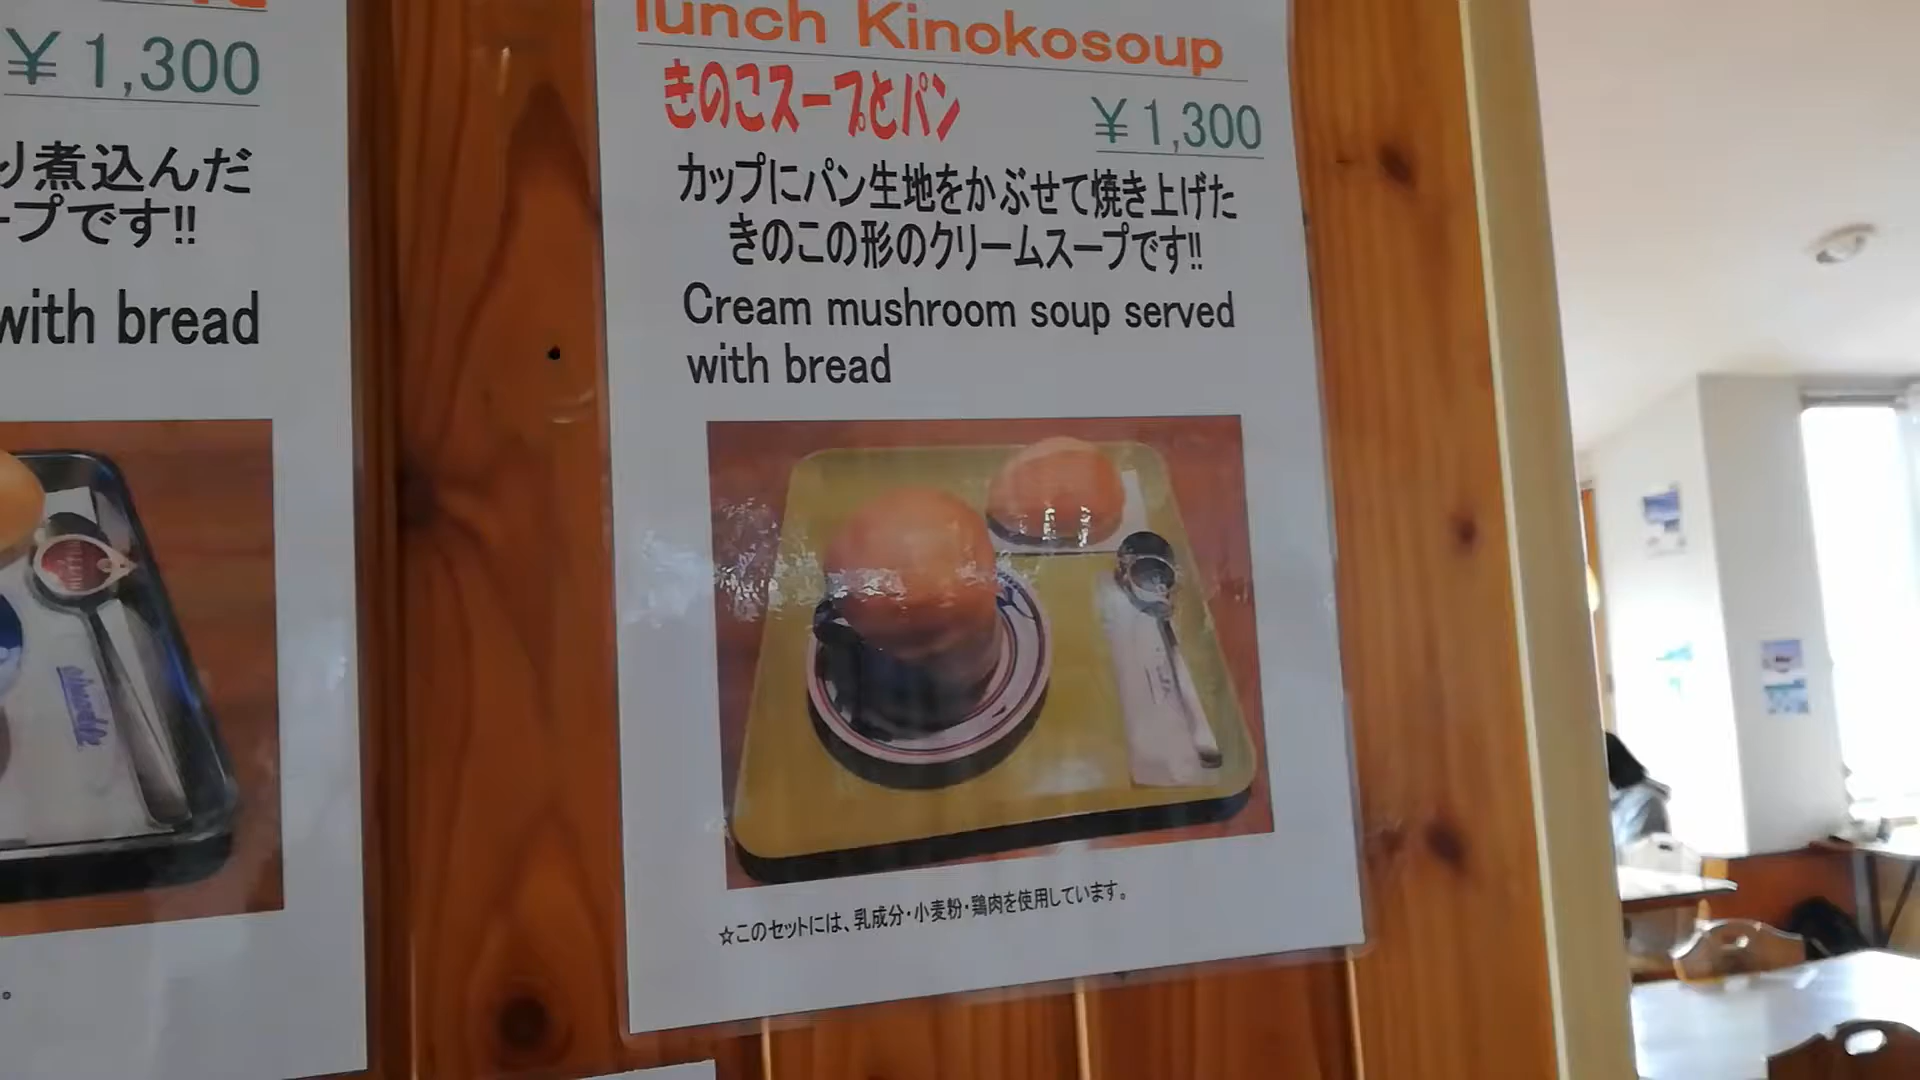 ￥1,300
り煮込んだ
ープです!!
with bread
lunch Kinokosoup
きのこスープとパン
￥1,300
カップにパン生地をかぶせて焼き上げた
きのこの形のクリームスープです!!
Cream mushroom soup served
with bread
☆このセットには、乳成分・小麦粉・鶏肉を使用しています。